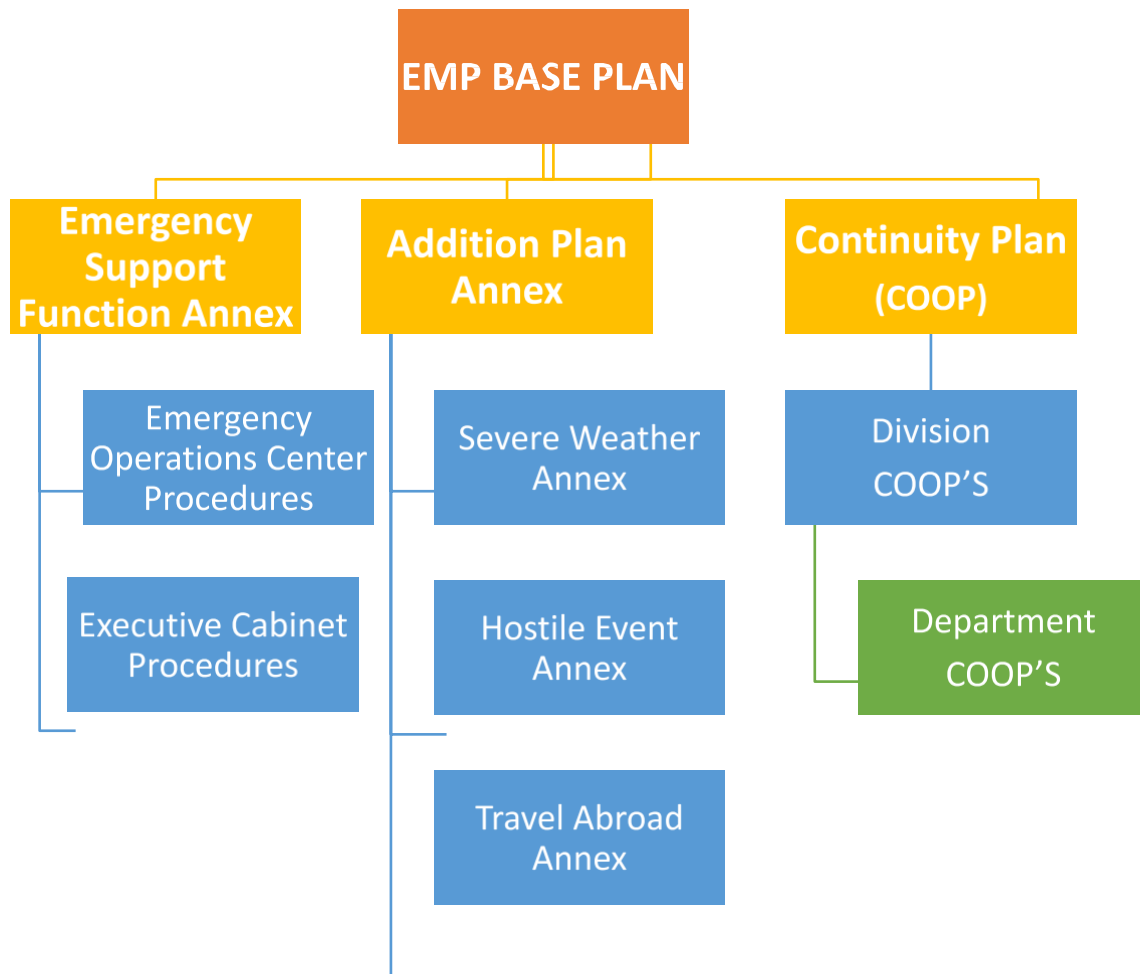 EMP BASE PLAN
Emergency
Support
Function Annex
Addition Plan
Annex
Continuity Plan
(COOP)
Emergency
Operations Center
Procedures
Severe Weather
Annex
Division
COOP’S
Executive Cabinet
Procedures
Hostile Event
Annex
Department
COOP’S
Travel Abroad
Annex